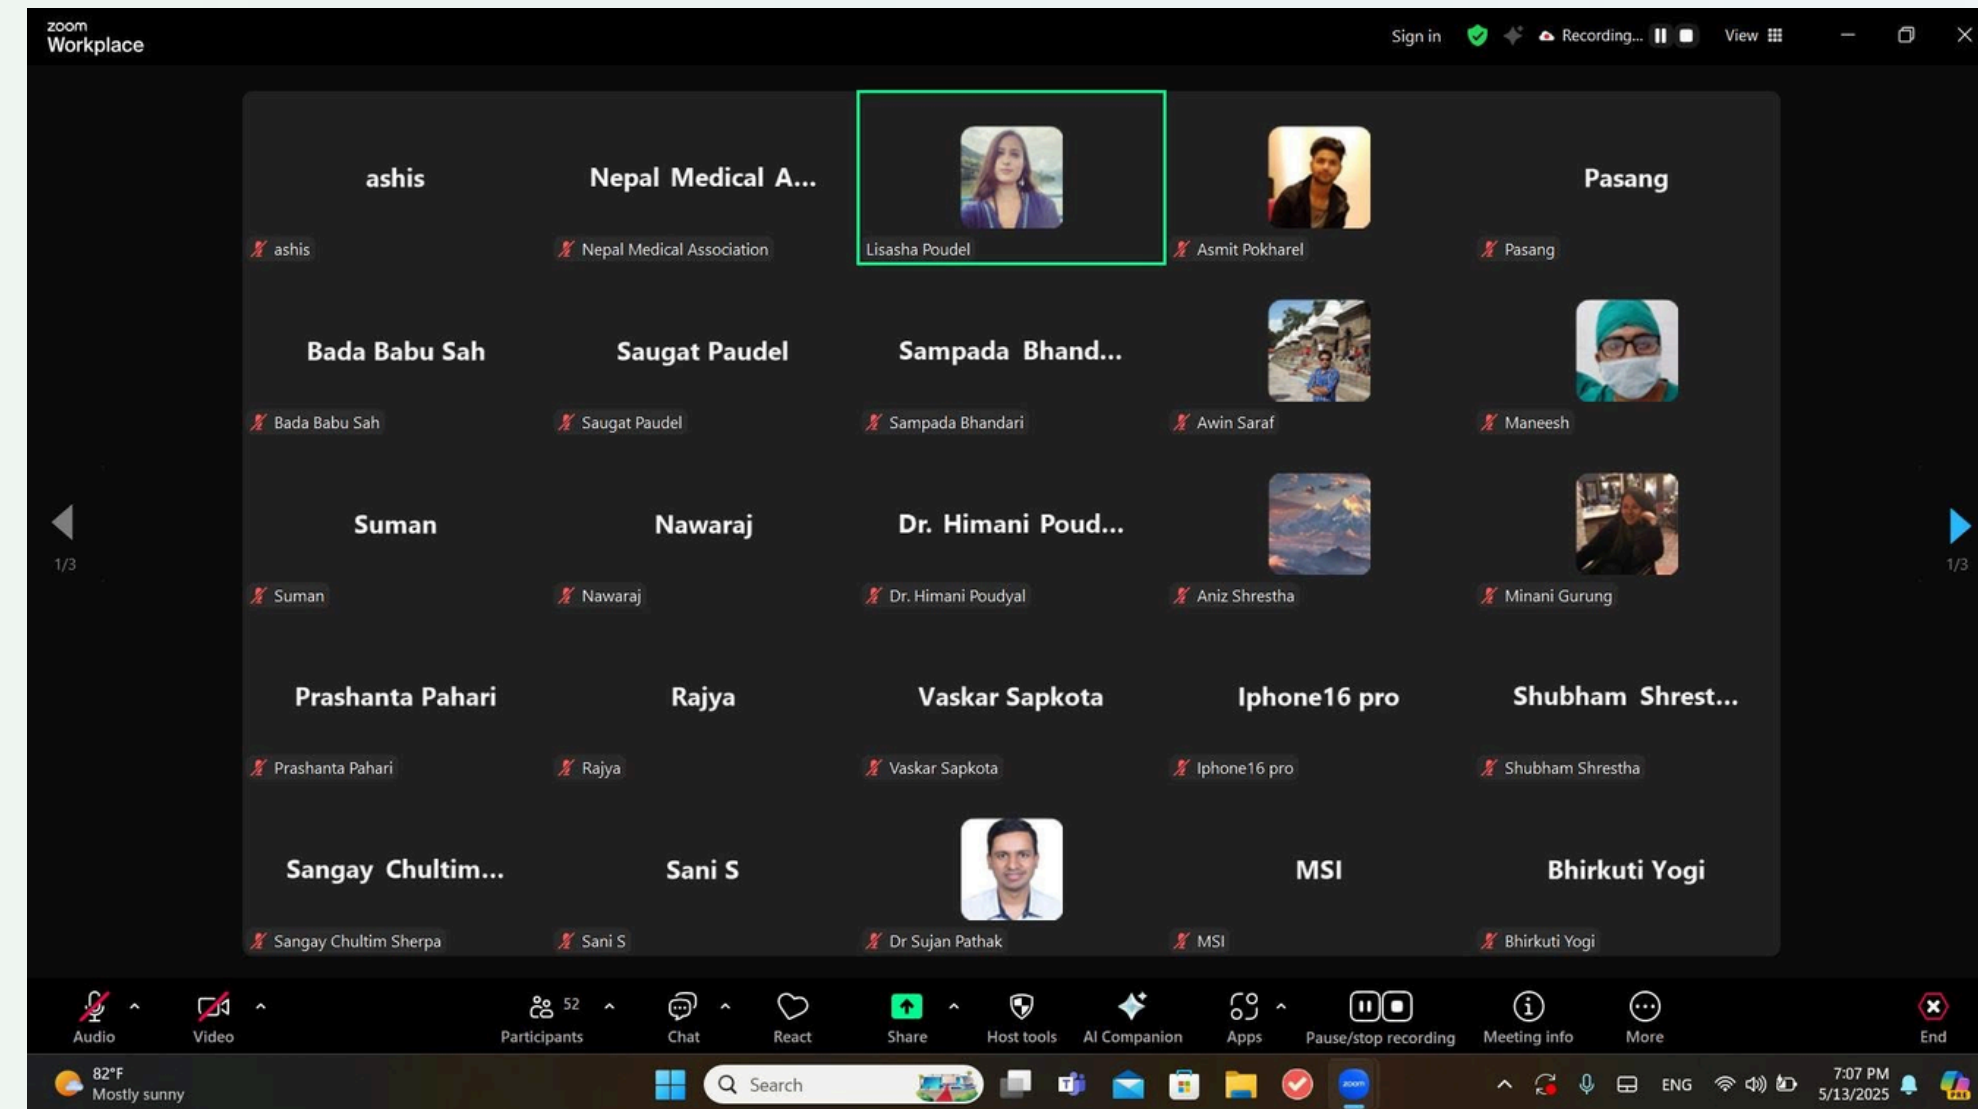 zoom
Workplace
Sign in
Recording...
View
ashis
Nepal Medical A...
Pasang
ashis
Nepal Medical Association
Lisasha Poudel
Asmit Pokharel
Pasang
Bada Babu Sah
Saugat Paudel
Sampada Bhand...
Bada Babu Sah
Saugat Paudel
Sampada Bhandari
Awin Saraf
Maneesh
Suman
Nawaraj
Dr. Himani Poud...
1/3
1/3
Suman
Nawaraj
Dr. Himani Poudyal
Aniz Shrestha
Minani Gurung
Prashanta Pahari
Rajya
Vaskar Sapkota
Iphone16 pro
Shubham Shrest...
Prashanta Pahari
Rajya
Vaskar Sapkota
Iphone16 pro
Shubham Shrestha
Sangay Chultim...
Sani S
MSI
Bhirkuti Yogi
Sangay Chultim Sherpa
Sani S
Dr Sujan Pathak
MSI
Bhirkuti Yogi
52
Audio
Video
Participants
Chat
React
Share
Host tools
AI Companion
Apps
Pause/stop recording
Meeting info
More
End
82°F
Mostly sunny
Search
zoom
ENG
7:07 PM
5/13/2025
PRE